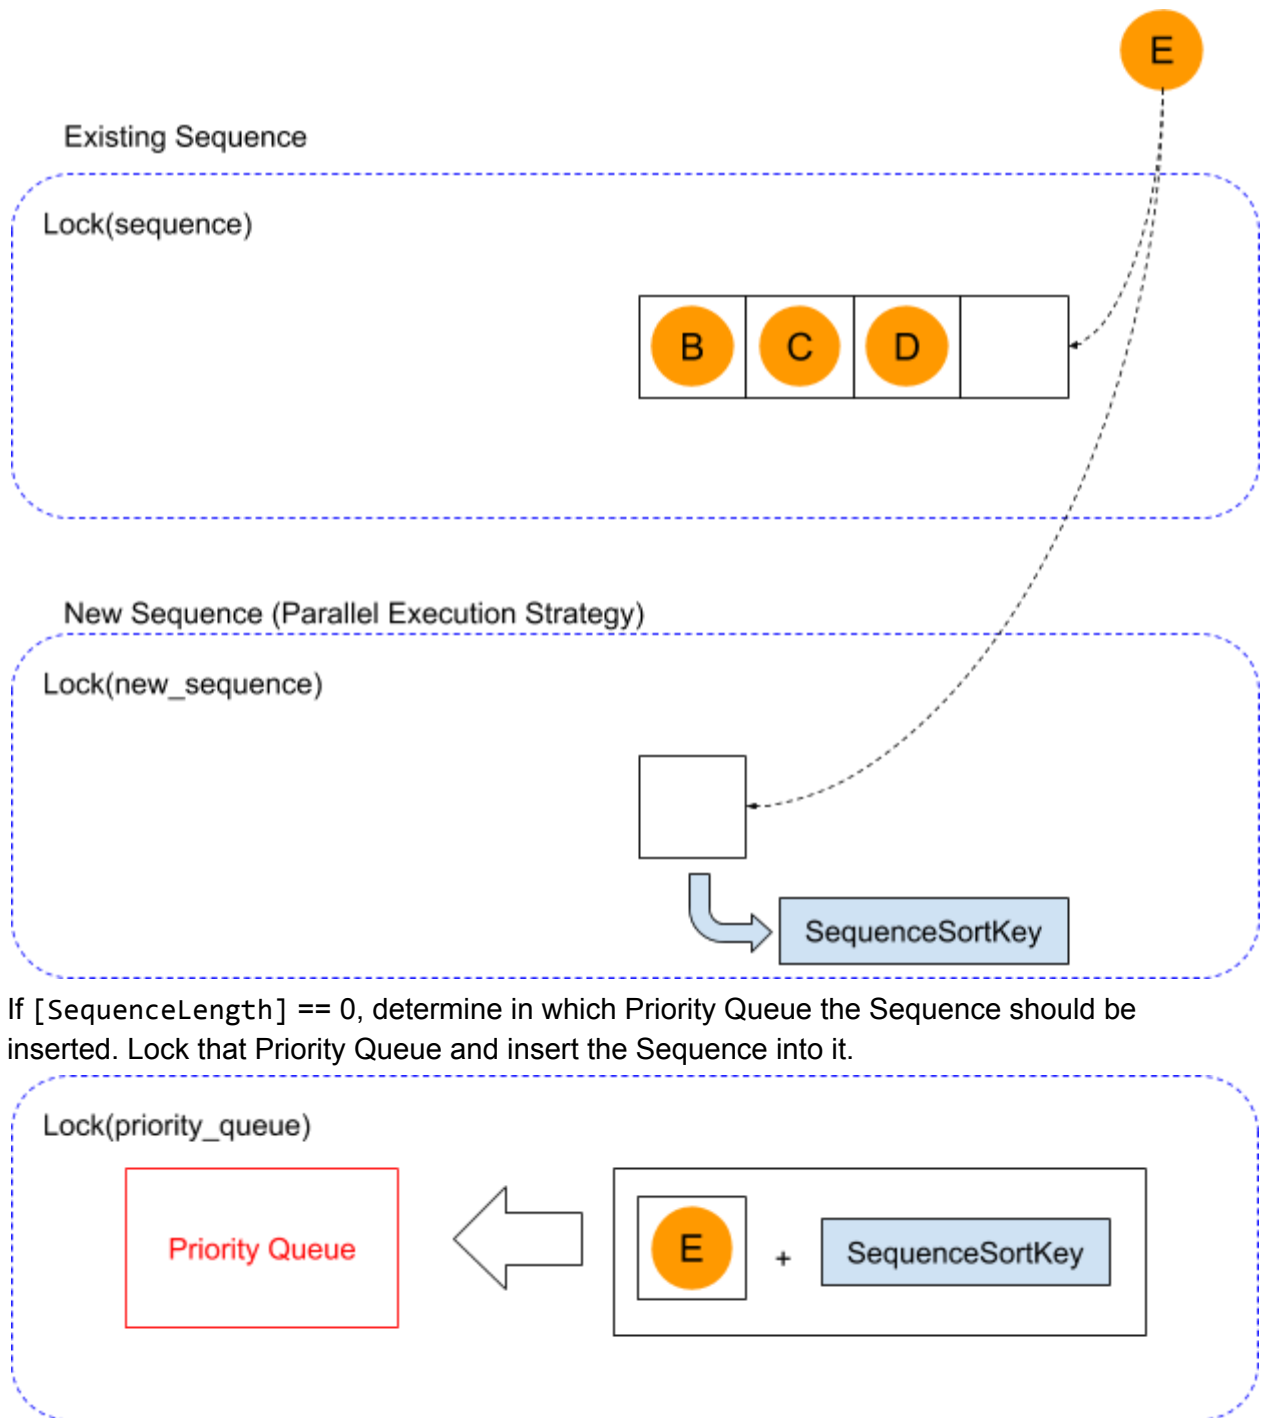 E
Existing Sequence
Lock(sequence)
B C D
New Sequence (Parallel Execution Strategy)
Lock(new_sequence)
SequenceSortKey
If [SequenceLength] == 0, determine in which Priority Queue the Sequence should be
inserted. Lock that Priority Queue and insert the Sequence into it.
Lock(priority_queue)
Priority Queue
E + SequenceSortKey